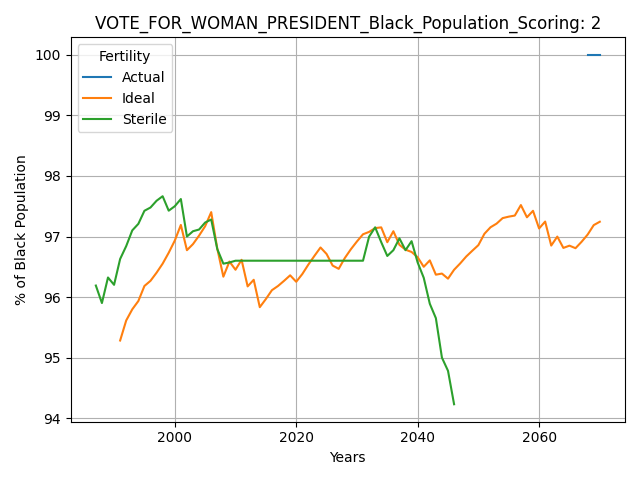 VOTE_FOR_WOMAN_PRESIDENT_Black_Population_Scoring: 2
Fertility
Actual
Ideal
Sterile
% of Black Population
100
99
98
97
96
95
94
2000
2020
2040
2060
Years